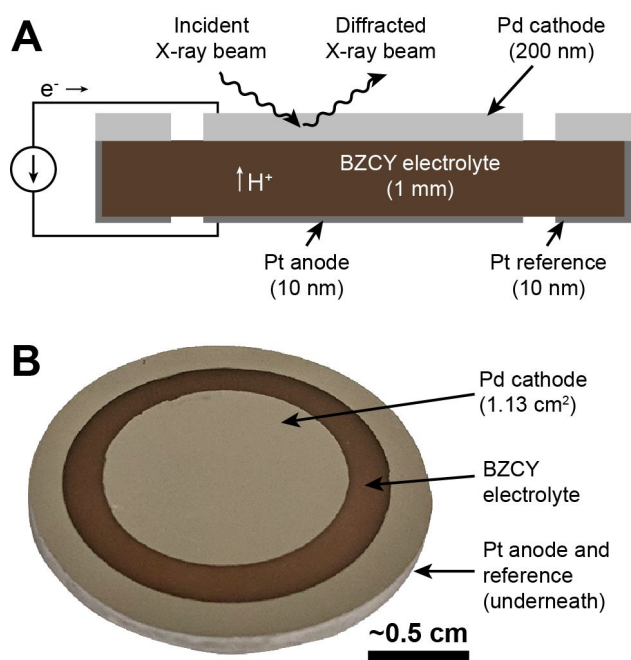 A
Incident
X-ray beam
Diffracted
X-ray beam
Pd cathode
(200 nm)
e⁻ →
BZCY electrolyte
(1 mm)
↑H⁺
Pt anode
(10 nm)
Pt reference
(10 nm)
B
Pd cathode
(1.13 cm²)
BZCY
electrolyte
Pt anode and
reference
(underneath)
~0.5 cm